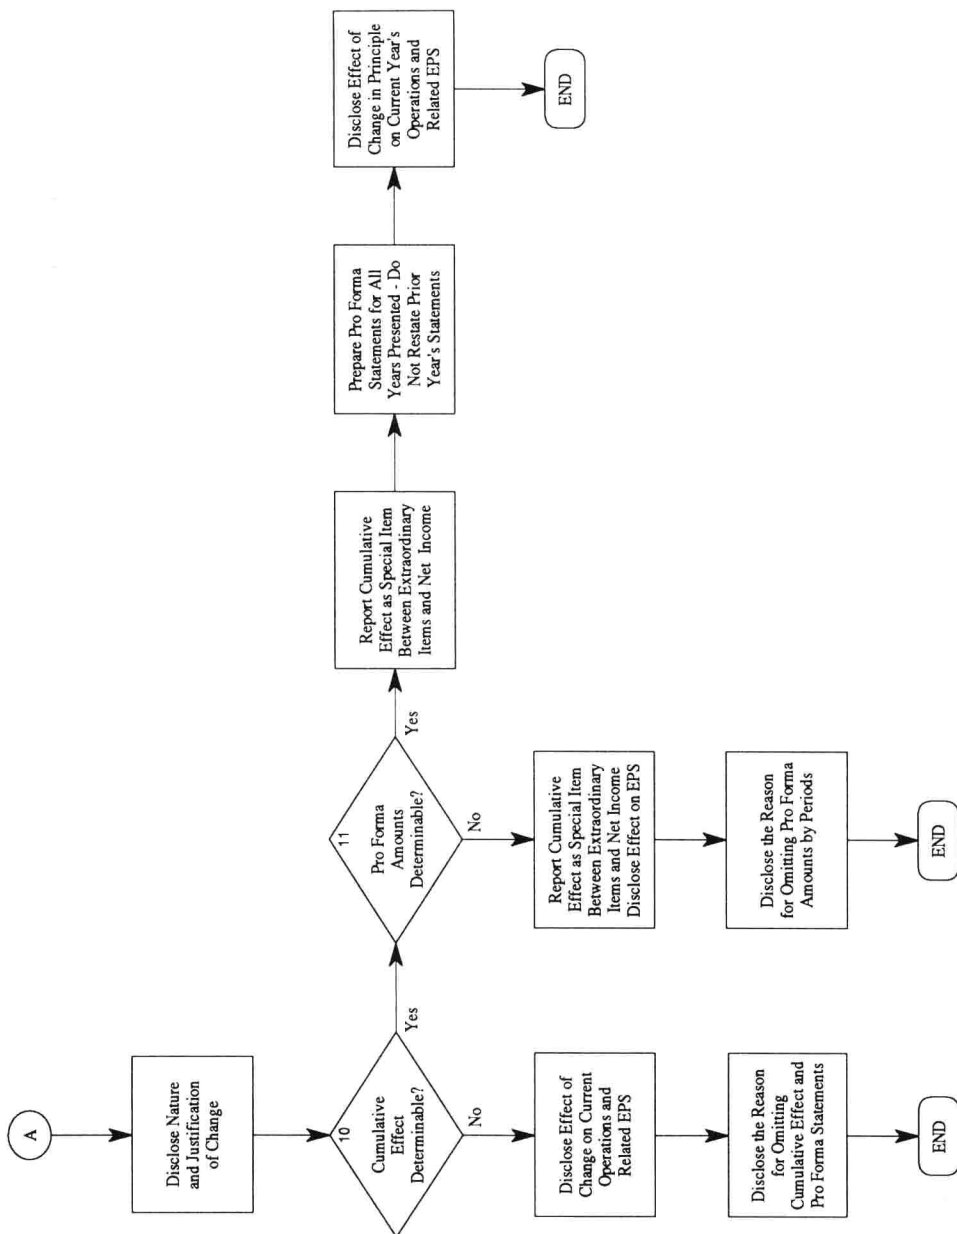 A
Disclose Nature
and Justification
of Change
10
Cumulative
Effect
Determinable?
Yes
No
Disclose Effect of
Change on Current
Operations and
Related EPS
Disclose the Reason
for Omitting
Cumulative Effect and
Pro Forma Statements
END
11
Pro Forma
Amounts
Determinable?
Yes
No
Report Cumulative
Effect as Special Item
Between Extraordinary
Items and Net Income
Disclose Effect on EPS
Disclose the Reason
for Omitting Pro Forma
Amounts by Periods
END
Report Cumulative
Effect as Special Item
Between Extraordinary
Items and Net Income
Prepare Pro Forma
Statements for All
Years Presented - Do
Not Restate Prior
Year's Statements
Disclose Effect of
Change in Principle
on Current Year's
Operations and
Related EPS
END